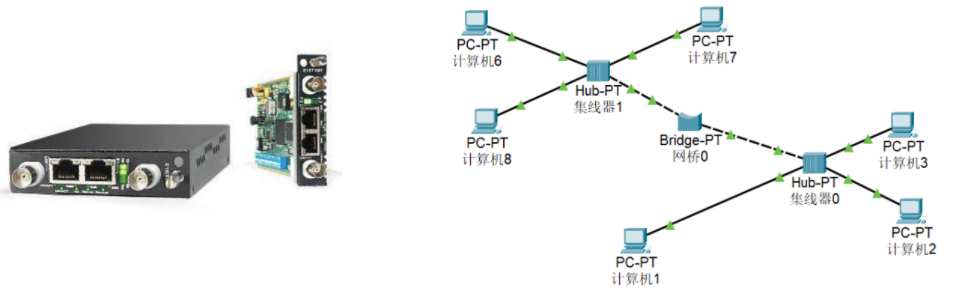 PC-PT
计算机6
PC-PT
计算机7
Hub-PT
集线器1
PC-PT
计算机8
Bridge-PT
网桥0
PC-PT
计算机3
Hub-PT
集线器0
PC-PT
计算机2
PC-PT
计算机1